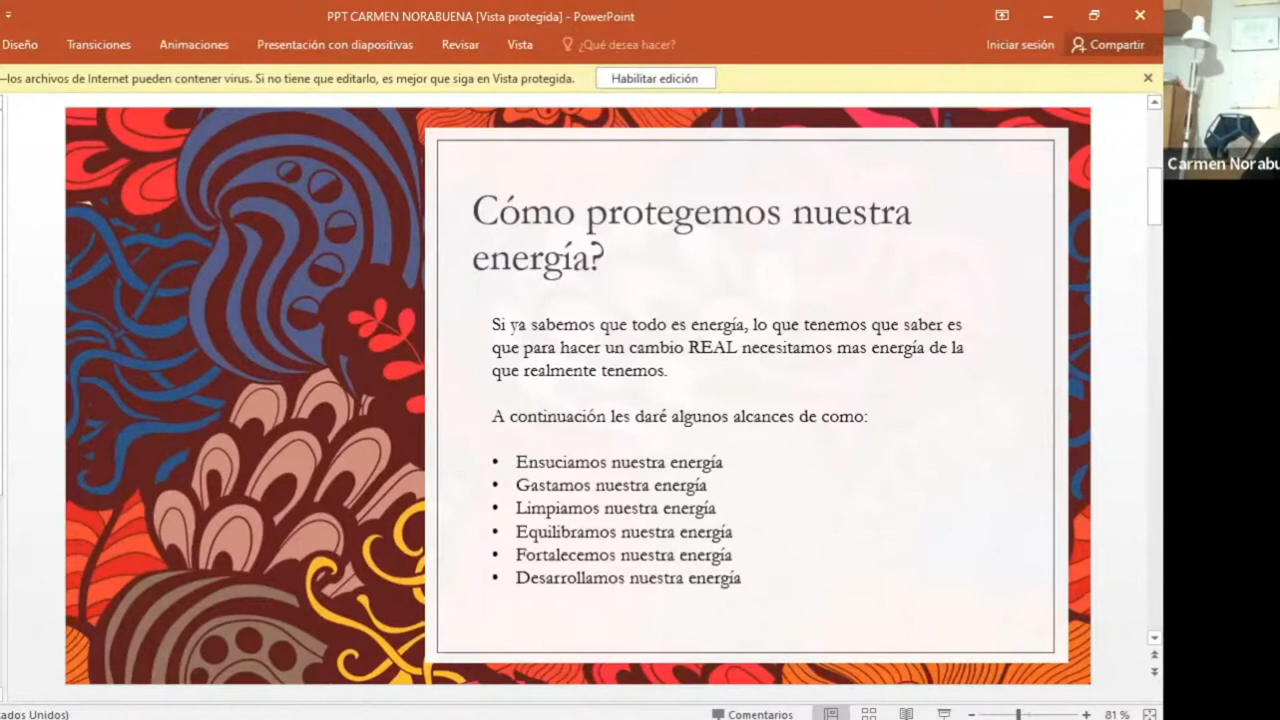 PPT CARMEN NORABUENA [Vista protegida] - PowerPoint
Diseño Transiciones Animaciones Presentación con diapositivas Revisar Vista ¿Qué desea hacer? Iniciar sesión Compartir
los archivos de Internet pueden contener virus. Si no tiene que editarlo, es mejor que siga en Vista protegida. Habilitar edición
Carmen Norabu
Cómo protegemos nuestra
energía?
Si ya sabemos que todo es energía, lo que tenemos que saber es
que para hacer un cambio REAL necesitamos mas energía de la
que realmente tenemos.
A continuación les daré algunos alcances de como:
• Ensuciamos nuestra energía
• Gastamos nuestra energía
• Limpiamos nuestra energía
• Equilibramos nuestra energía
• Fortalecemos nuestra energía
• Desarrollamos nuestra energía
ados Unidos) Comentarios 81 %